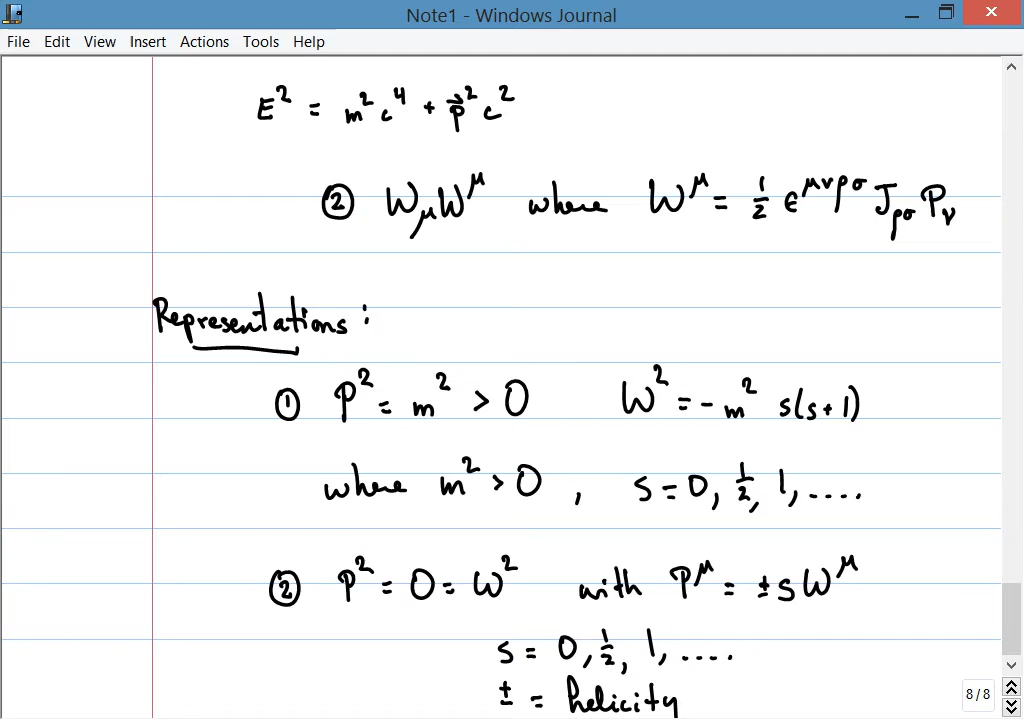 Note1 - Windows Journal
File Edit View Insert Actions Tools Help
E² = m²c⁴ + p⃗²c²
② W_μW^μ where W^μ = ½ ϵ^{μνρσ} J_{ρσ} P_ν
Representations :
① P² = m² > 0 W² = -m² s(s+1)
where m² > 0 , s = 0, ½, 1, ....
② P² = 0 = W² with P^μ = ± s W^μ
s = 0, ½, 1, ....
± = helicity
8/8